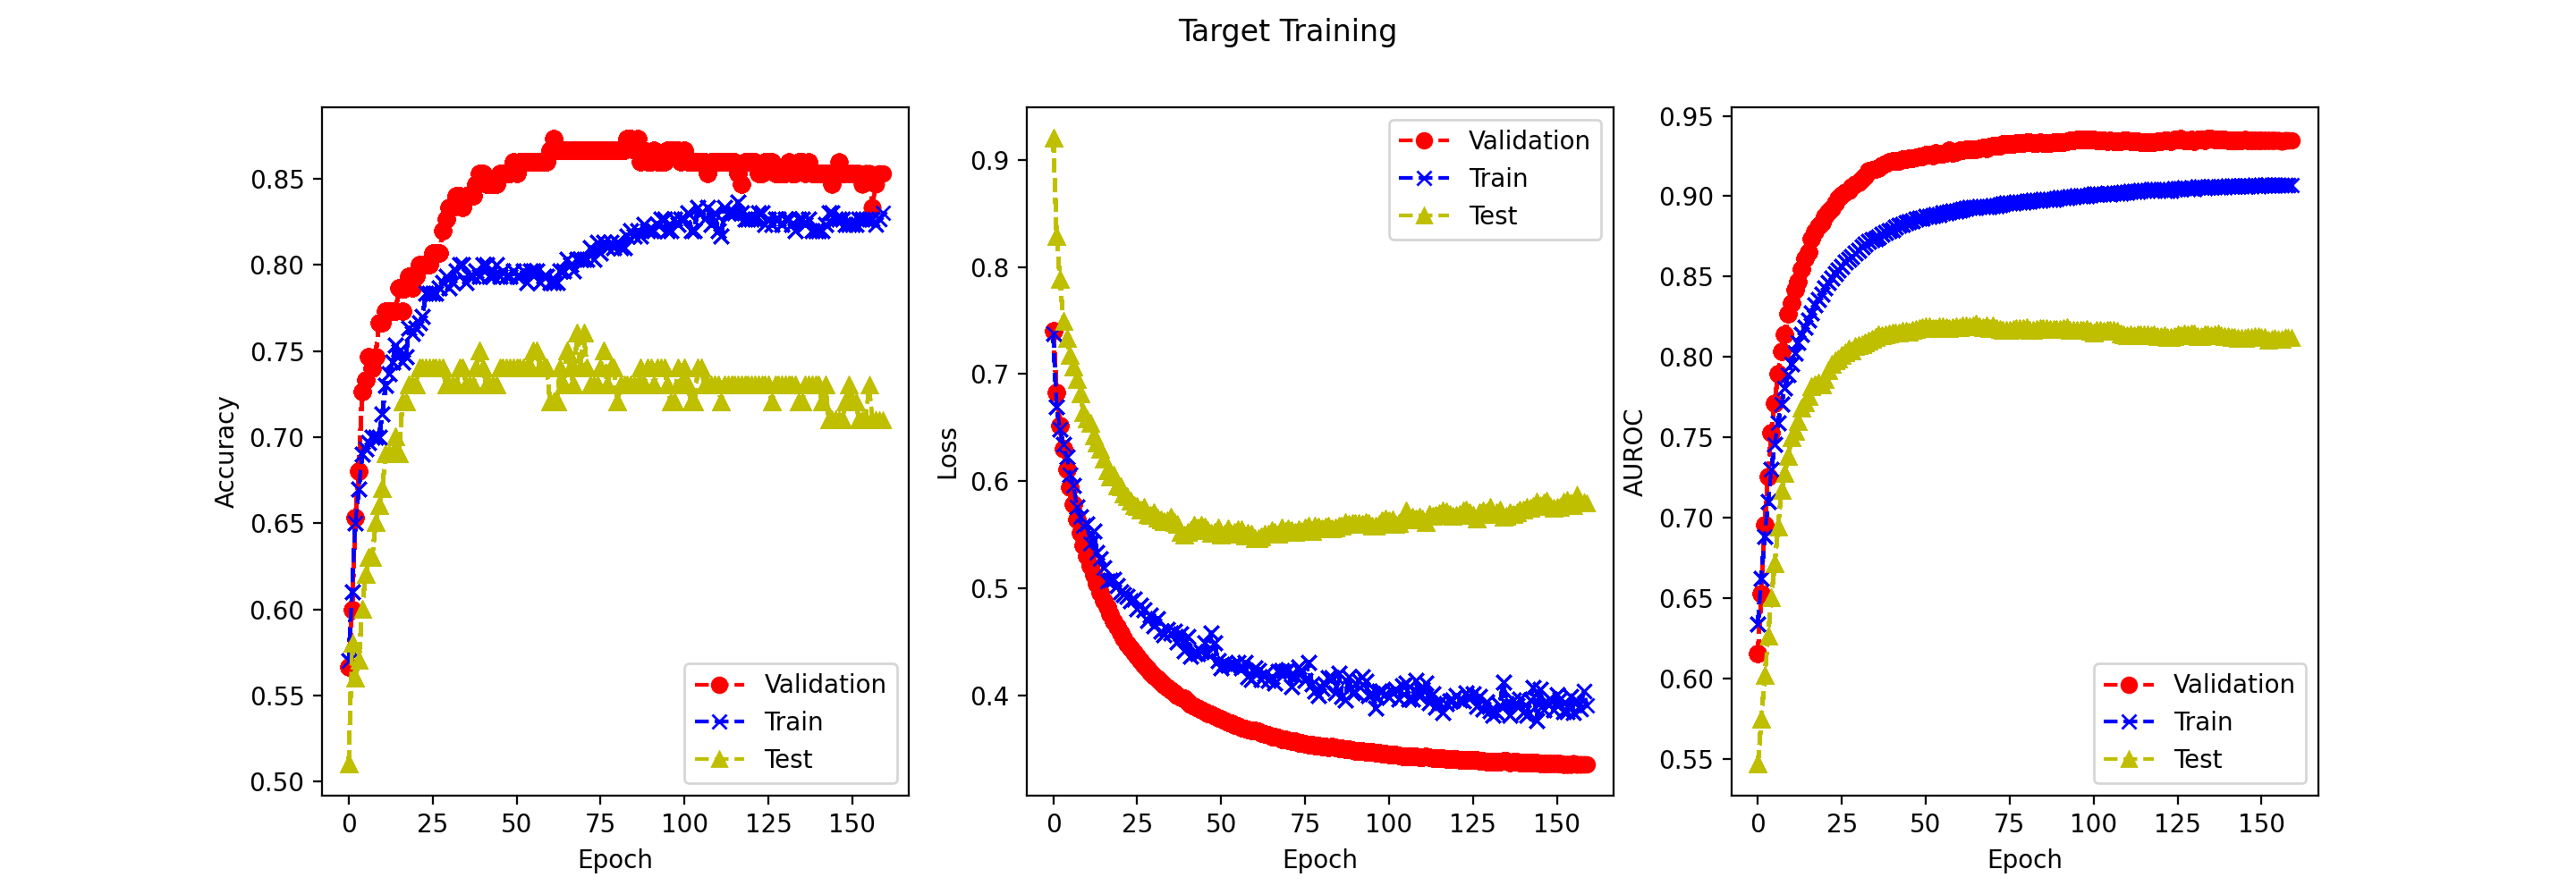 Target Training
Accuracy
0.85
0.80
0.75
0.70
0.65
0.60
0.55
0.50
0
25
50
75
100
125
150
Epoch
Validation
Train
Test
Loss
0.9
0.8
0.7
0.6
0.5
0.4
0
25
50
75
100
125
150
Epoch
Validation
Train
Test
AUROC
0.95
0.90
0.85
0.80
0.75
0.70
0.65
0.60
0.55
0
25
50
75
100
125
150
Epoch
Validation
Train
Test